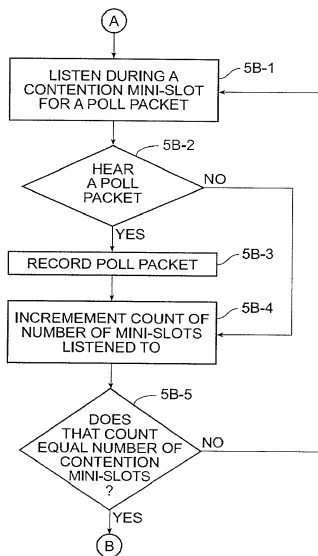 A
LISTEN DURING A
CONTENTION MINI-SLOT
FOR A POLL PACKET
5B-1
5B-2
HEAR
A POLL
PACKET
NO
YES
RECORD POLL PACKET
5B-3
INCREMEMENT COUNT OF
NUMBER OF MINI-SLOTS
LISTENED TO
5B-4
5B-5
DOES
THAT COUNT
EQUAL NUMBER OF
CONTENTION
MINI-SLOTS
?
NO
YES
B